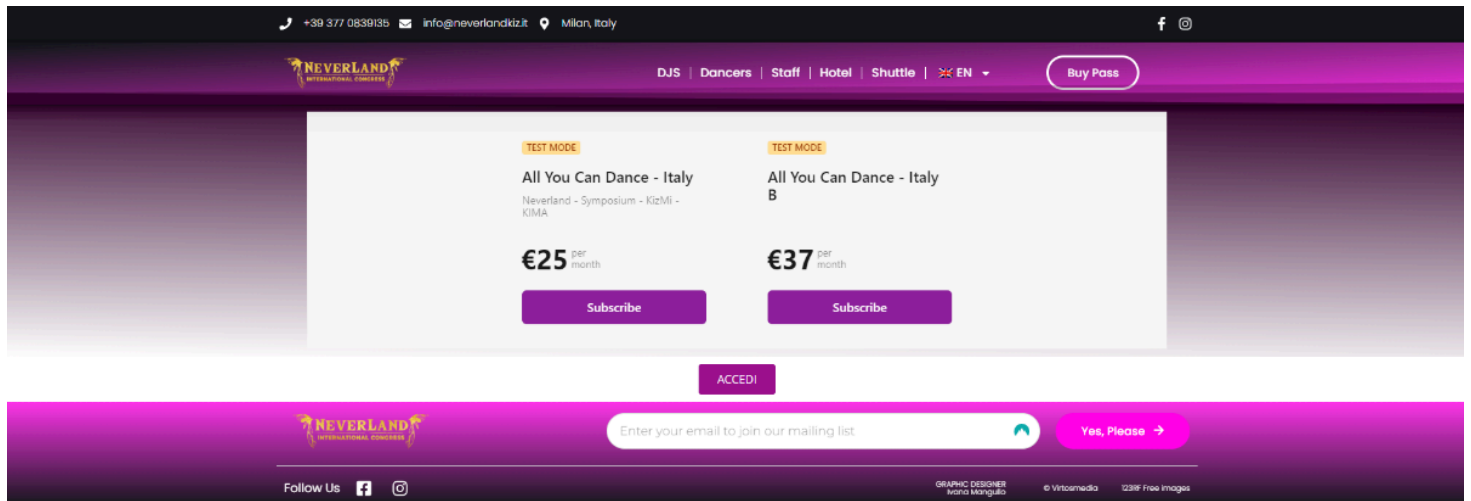 +39 377 0839135 info@neverlandkiz.it Milan, Italy
NEVERLAND
INTERNATIONAL CONGRESS
DJS | Dancers | Staff | Hotel | Shuttle | EN
Buy Pass
TEST MODE
All You Can Dance - Italy
Neverland - Symposium - KizMi -
KIMA
€25 per
month
Subscribe
TEST MODE
All You Can Dance - Italy
B
€37 per
month
Subscribe
ACCEDI
NEVERLAND
INTERNATIONAL CONGRESS
Enter your email to join our mailing list
Yes, Please
Follow Us
GRAPHIC DESIGNER
Ivana Mangullo
© Virtosmedia
123RF Free images